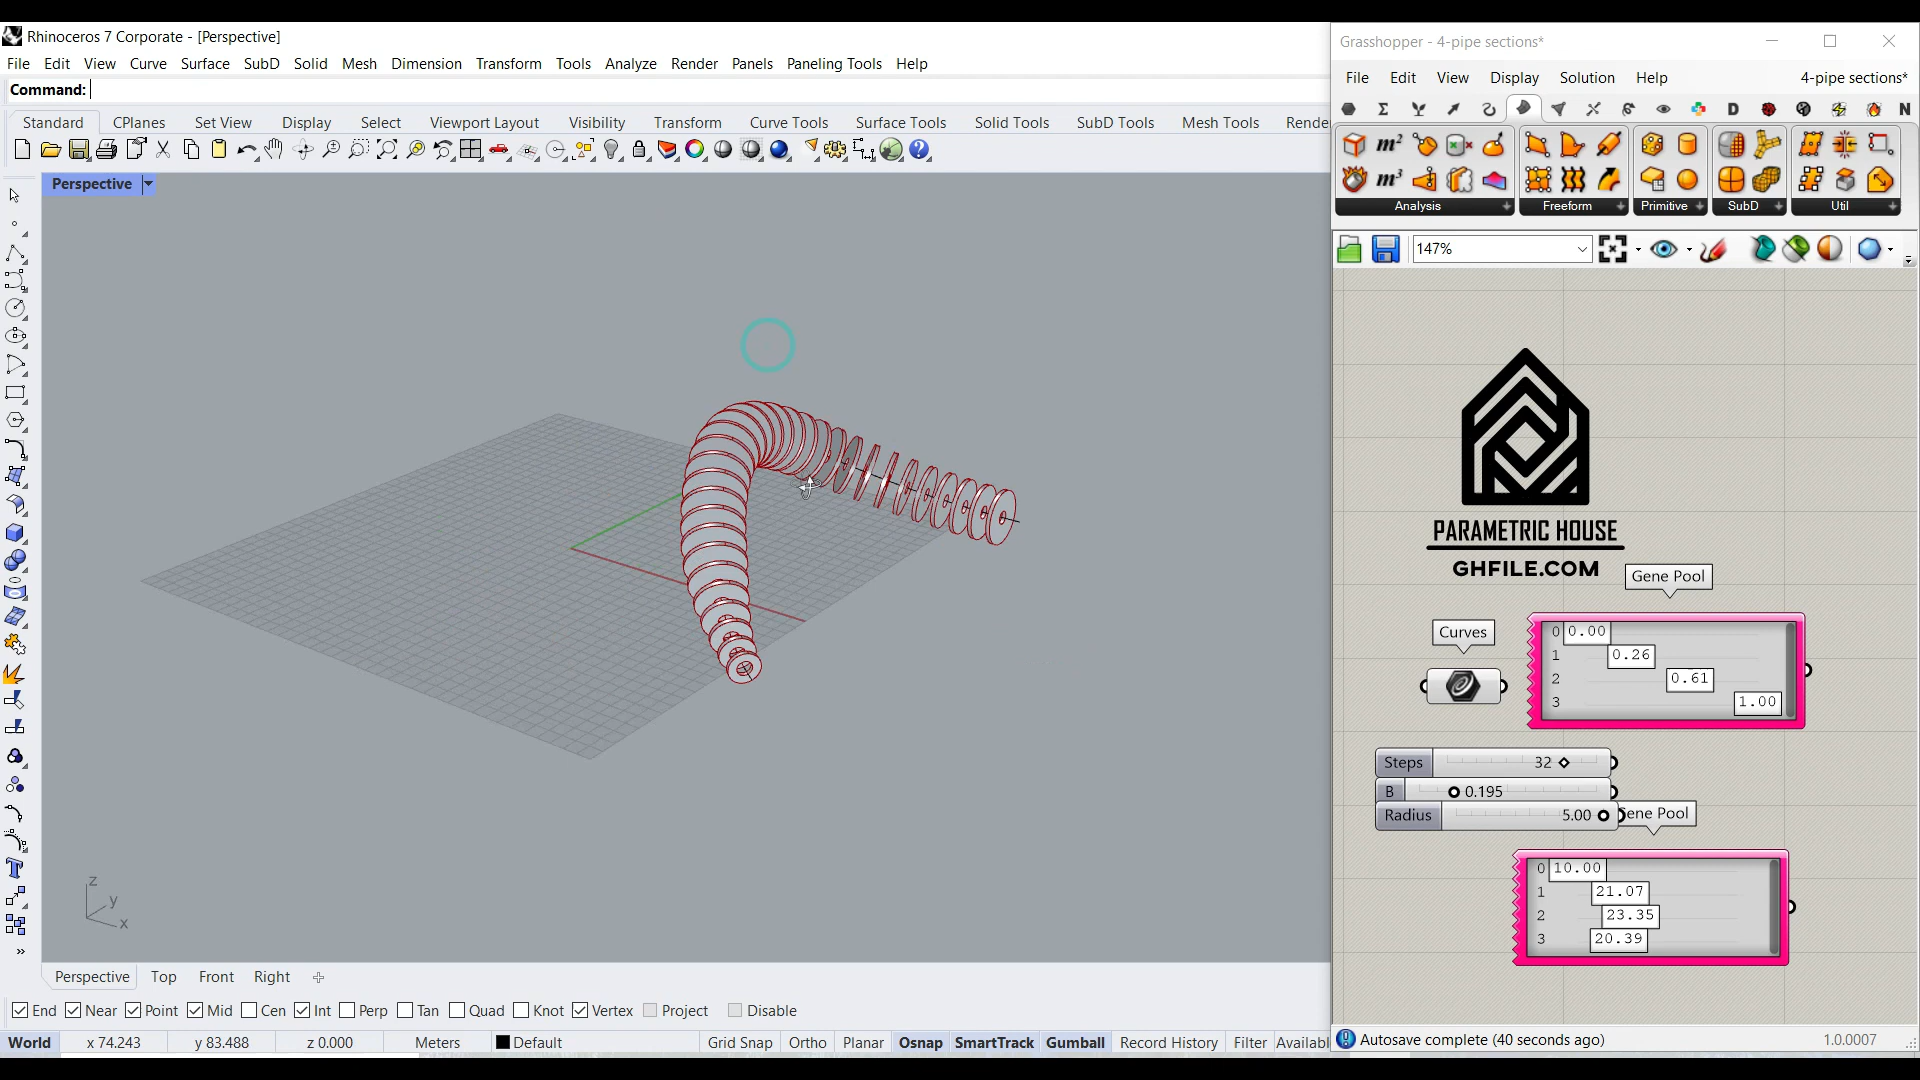 Rhinoceros 7 Corporate - [Perspective]
File Edit View Curve Surface SubD Solid Mesh Dimension Transform Tools Analyze Render Panels Paneling Tools Help
Command:
Standard CPlanes Set View Display Select Viewport Layout Visibility Transform Curve Tools Surface Tools Solid Tools SubD Tools Mesh Tools Rende
Perspective
z
y
x
Perspective Top Front Right
End Near Point Mid Cen Int Perp Tan Quad Knot Vertex Project Disable
World x 74.243 y 83.488 z 0.000 Meters Default Grid Snap Ortho Planar Osnap SmartTrack Gumball Record History Filter Availabl
Grasshopper - 4-pipe sections*
File Edit View Display Solution Help 4-pipe sections*
D N
m² m³
Analysis Freeform Primitive SubD Util
147%
PARAMETRIC HOUSE
GHFILE.COM
Gene Pool
Curves
0 0.00
1 0.26
2 0.61
3 1.00
Steps 32
B 0.195
Radius 5.00
Gene Pool
0 10.00
1 21.07
2 23.35
3 20.39
Autosave complete (40 seconds ago) 1.0.0007